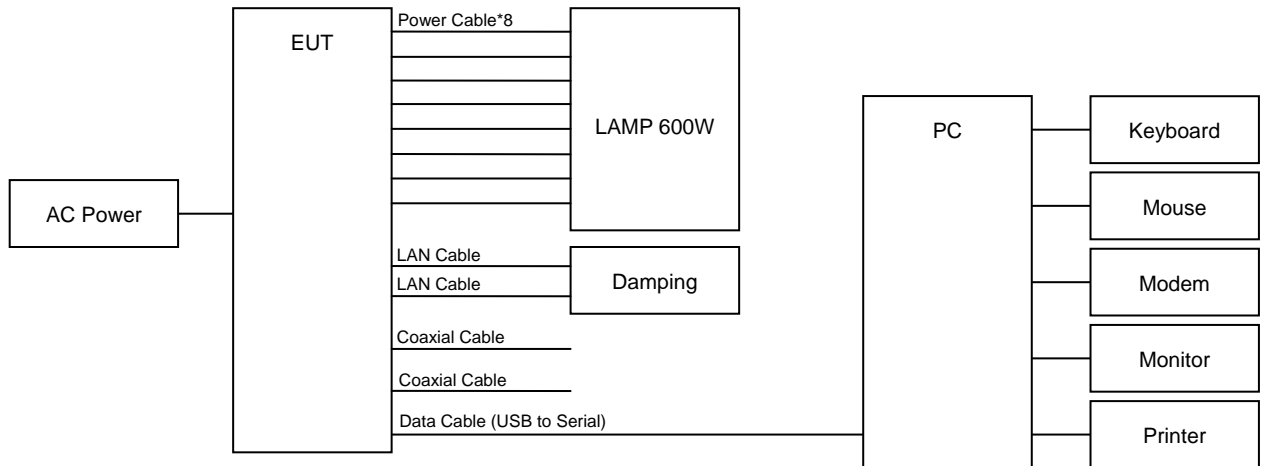 Power Cable*8
EUT
LAMP 600W
PC
Keyboard
AC Power
Mouse
LAN Cable
LAN Cable
Damping
Modem
Coaxial Cable
Monitor
Coaxial Cable
Data Cable (USB to Serial)
Printer